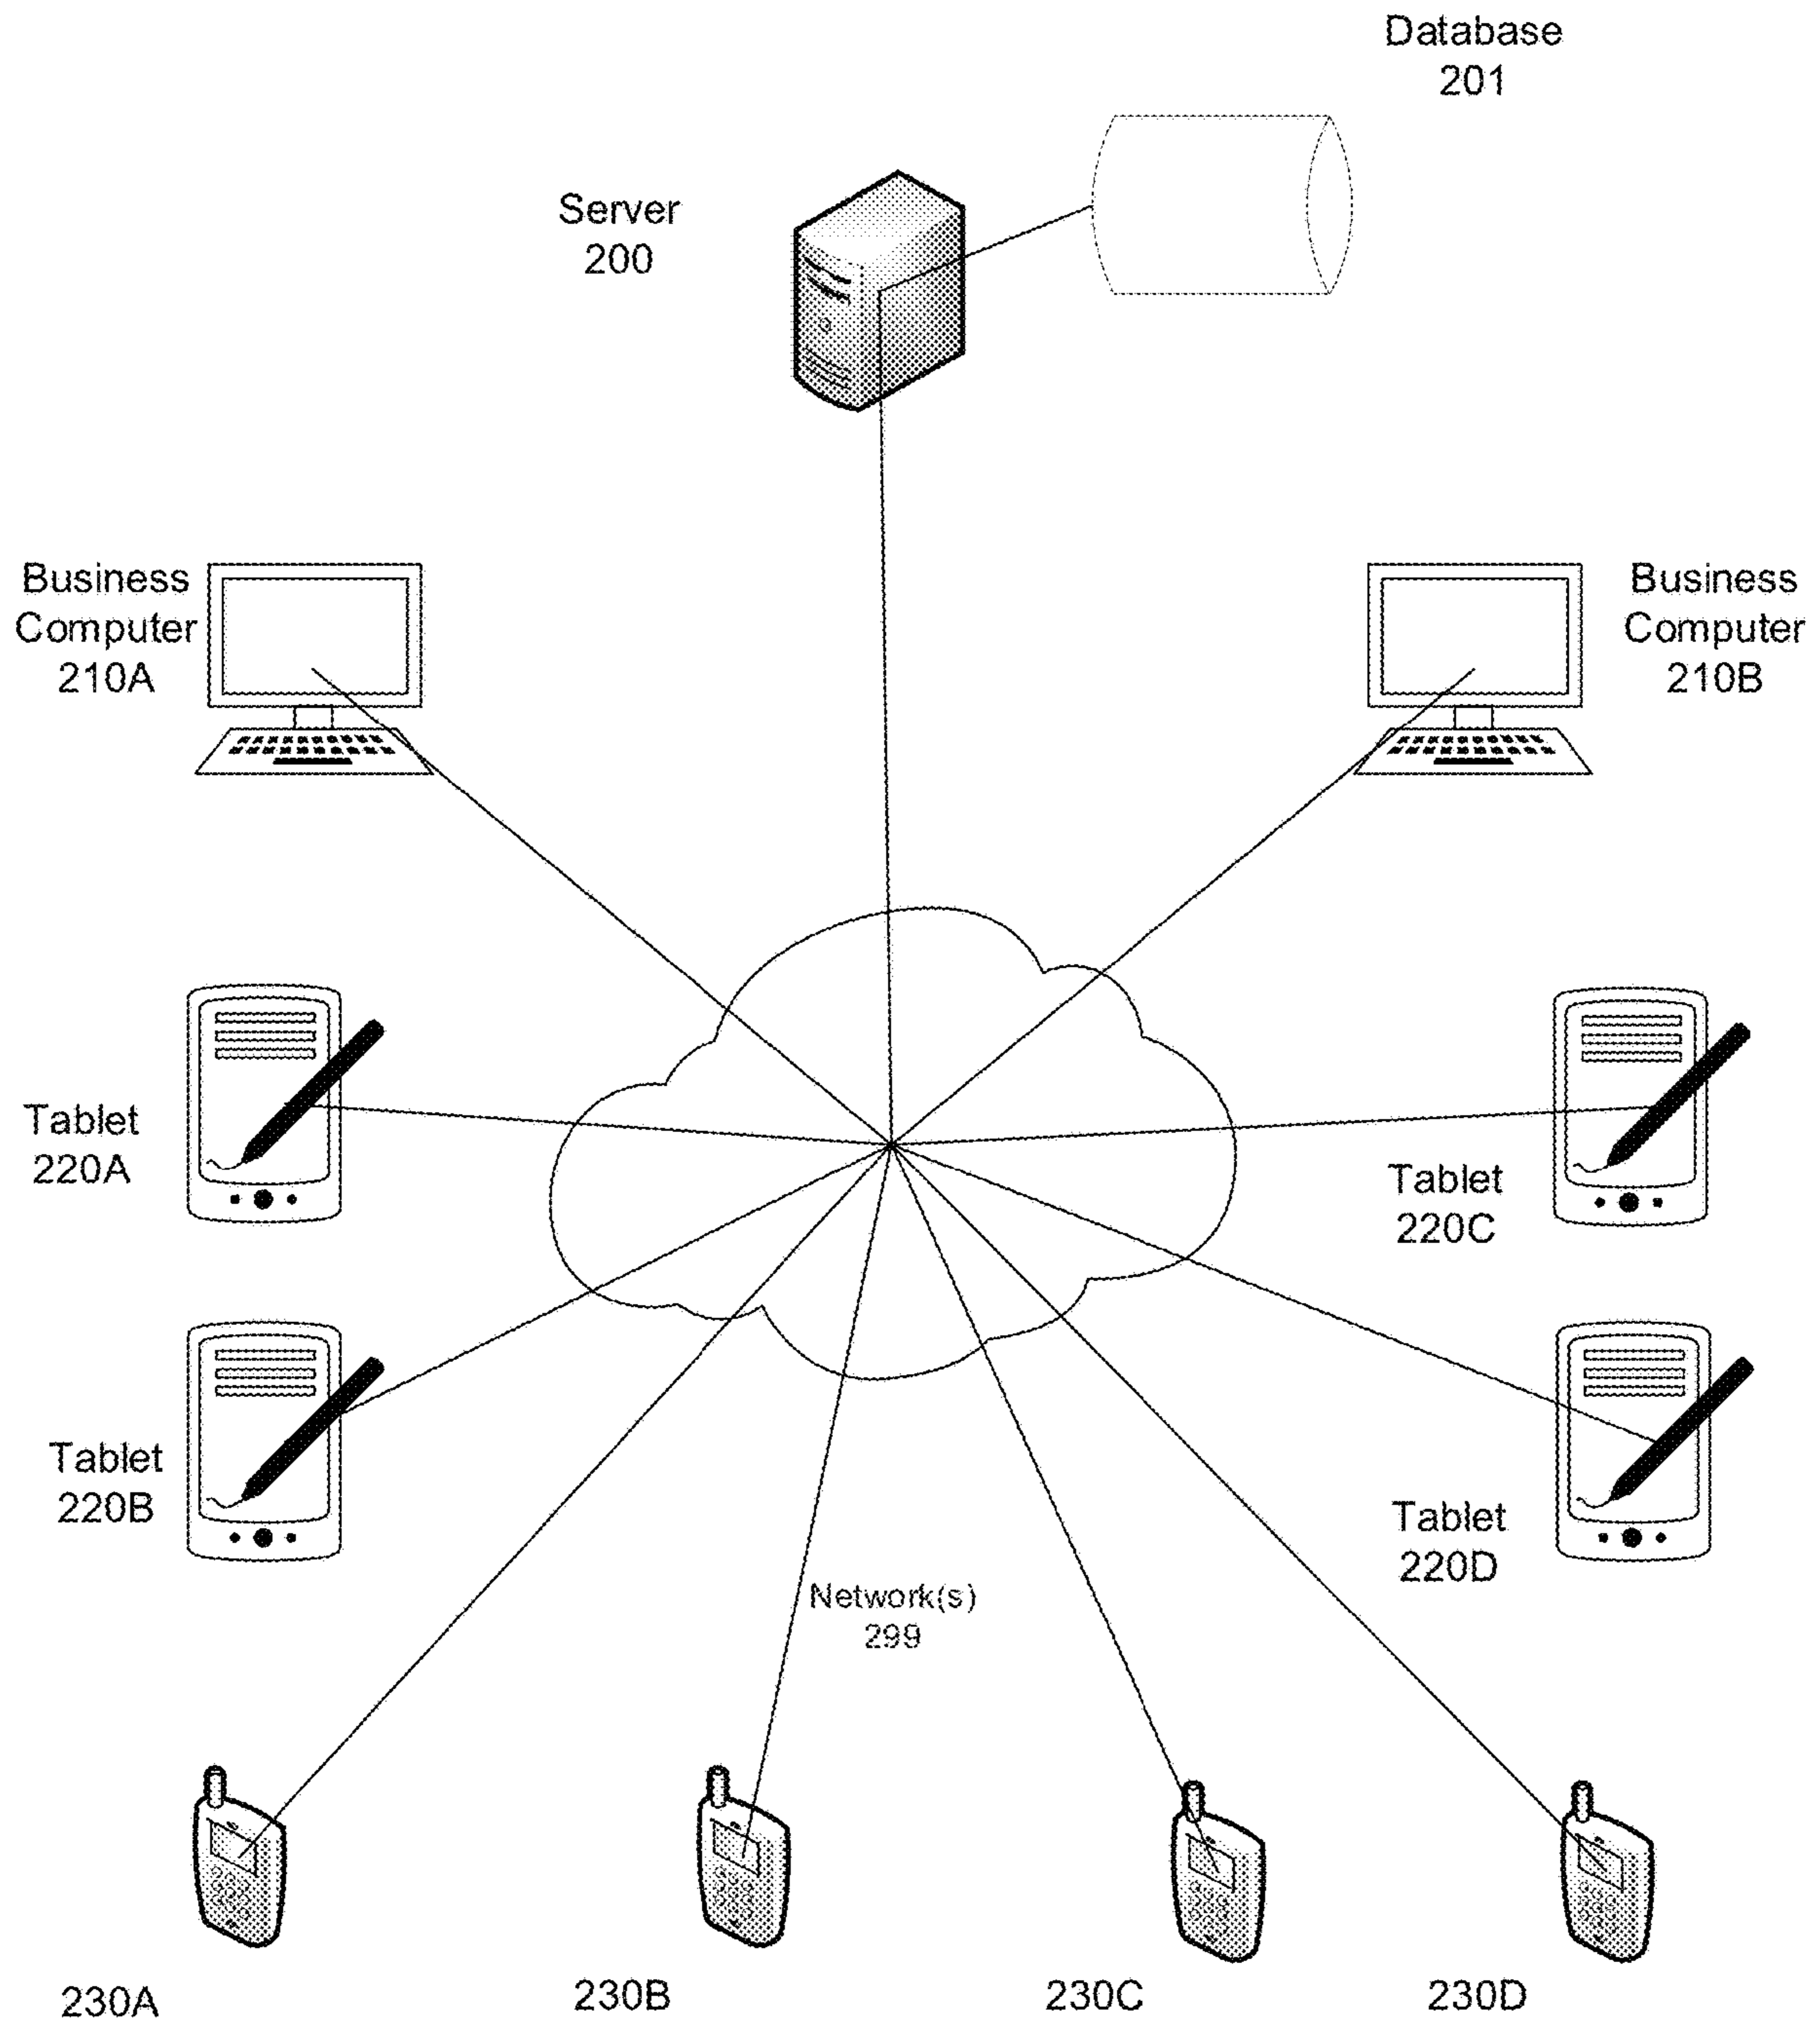 Database
201
Server
200
Business
Computer
210A
Business
Computer
210B
Tablet
220A
Tablet
220C
Tablet
220B
Tablet
220D
Network(s)
299
230A
230B
230C
230D